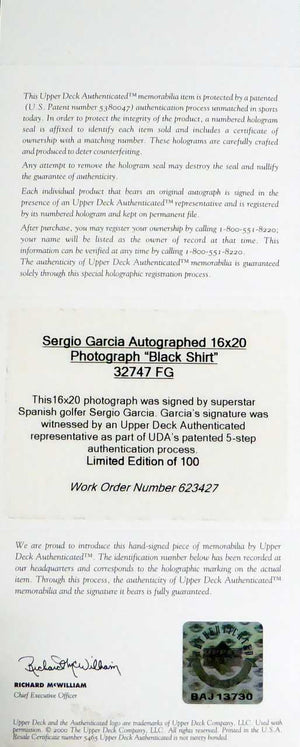 This Upper Deck Authenticated™ memorabilia item is protected by a patented
(U.S. Patent number 5380047) authentication process unmatched in sports
today. In order to protect the integrity of the product, a numbered hologram
seal is affixed to identify each item sold and includes a certificate of
ownership with a matching number. These holograms are carefully crafted
and produced to deter counterfeiting.
Any attempt to remove the hologram seal may destroy the seal and nullify
the guarantee of authenticity.
Each individual product that bears an original autograph is signed in the
presence of an Upper Deck Authenticated™ representative and is registered
by its numbered hologram and kept on permanent file.
After purchase, you may register your ownership by calling 1-800-551-8220;
your name will be listed as the owner of record at that time. This
information can be verified at any time by calling 1-800-551-8220.
The authenticity of Upper Deck Authenticated™ memorabilia is guaranteed
solely through this special holographic registration process.
Sergio Garcia Autographed 16x20
Photograph “Black Shirt”
32747 FG
This16x20 photograph was signed by superstar
Spanish golfer Sergio Garcia. Garcia's signature was
witnessed by an Upper Deck Authenticated
representative as part of UDA's patented 5-step
authentication process.
Limited Edition of 100
Work Order Number 623427
We are proud to introduce this hand-signed piece of memorabilia by Upper
Deck Authenticated™. The identification number below has been recorded at
our headquarters and corresponds to the holographic marking on the actual
item. Through this process, the authenticity of Upper Deck Authenticated™
memorabilia and the signature it bears is fully guaranteed.
Richard McWilliam
RICHARD McWILLIAM
Chief Executive Officer
BAJ13730
Upper Deck and the Authenticated logo are trademarks of Upper Deck Company, LLC. Used with
permission. © 2000 The Upper Deck Company, LLC. All rights reserved. Printed in the U.S.A.
Resale Certificate number 5465 Upper Deck Authenticated is not merely bonded.